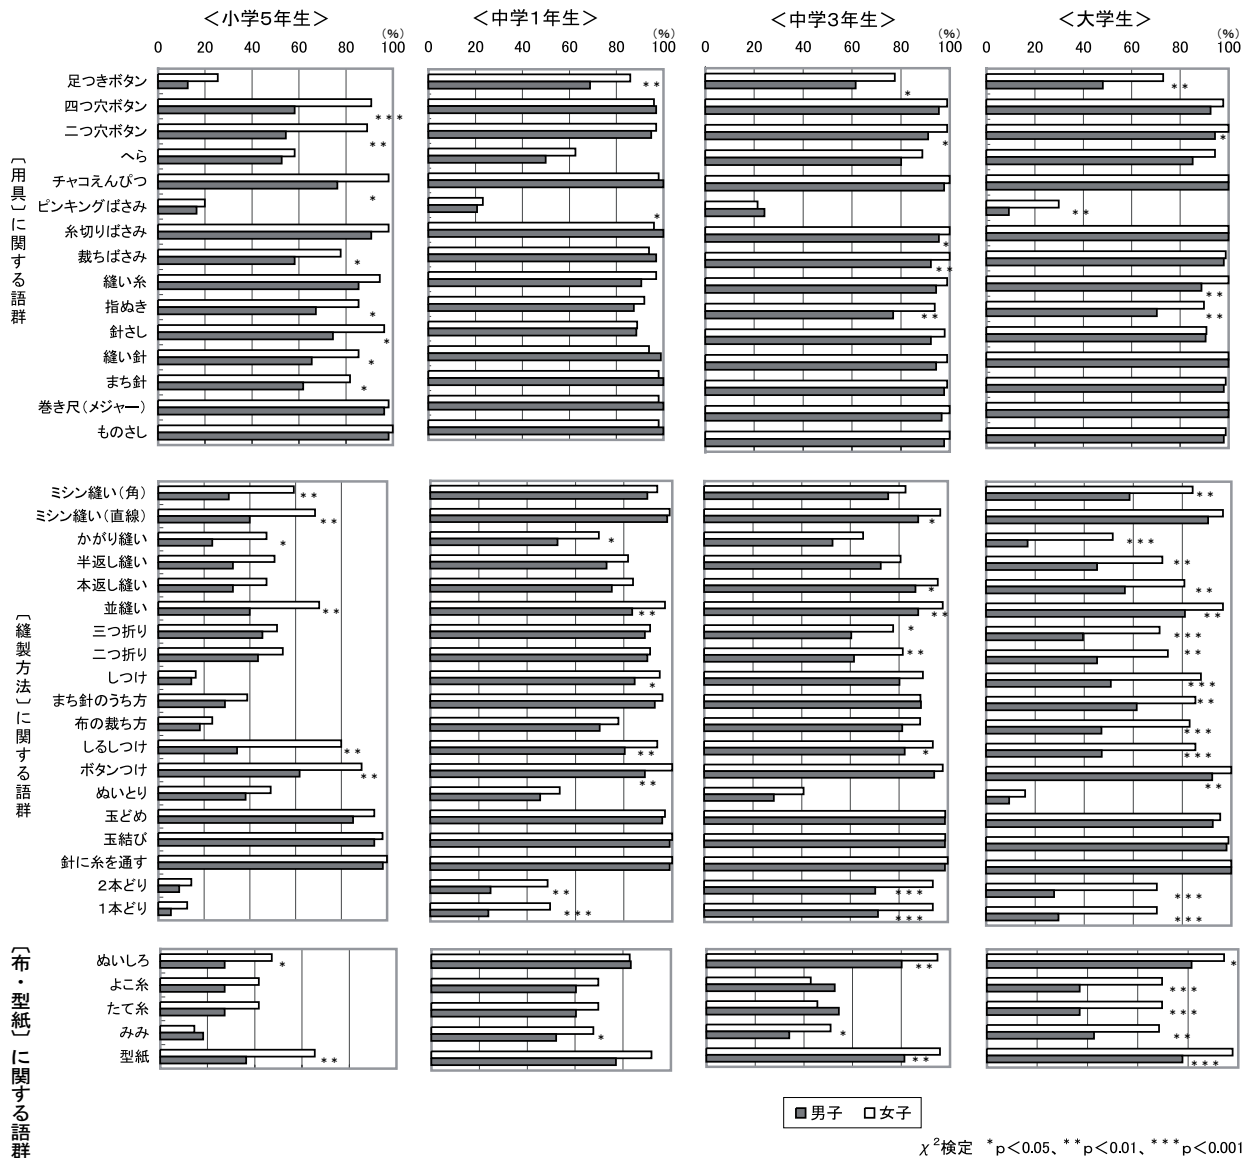 ＜小学5年生＞ ＜中学1年生＞ ＜中学3年生＞ ＜大学生＞
(%) (%) (%) (%)
0 20 40 60 80 100 0 20 40 60 80 100 0 20 40 60 80 100 0 20 40 60 80 100
〔用具〕に関する語群
足つきボタン ** * **
四つ穴ボタン ***
二つ穴ボタン ** * *
へら
チャコえんぴつ *
ピンキングばさみ * **
糸切りばさみ *
裁ちばさみ * **
縫い糸 **
指ぬき * ** **
針さし *
縫い針 *
まち針 *
巻き尺(メジャー)
ものさし
〔縫製方法〕に関する語群
ミシン縫い(角) ** **
ミシン縫い(直線) ** *
かがり縫い * * ***
半返し縫い **
本返し縫い * **
並縫い ** ** ** **
三つ折り * ***
二つ折り ** **
しつけ * ***
まち針のうち方 **
布の裁ち方 ***
しるしつけ ** ** * ***
ボタンつけ ** ** **
ぬいとり
玉どめ
玉結び
針に糸を通す
2本どり ** *** ***
1本どり *** *** ***
〔布・型紙〕に関する語群
ぬいしろ * ** *
よこ糸 ***
たて糸 ***
みみ * * **
型紙 ** ** ***
男子 女子
χ²検定 *p＜0.05、**p＜0.01、***p＜0.001